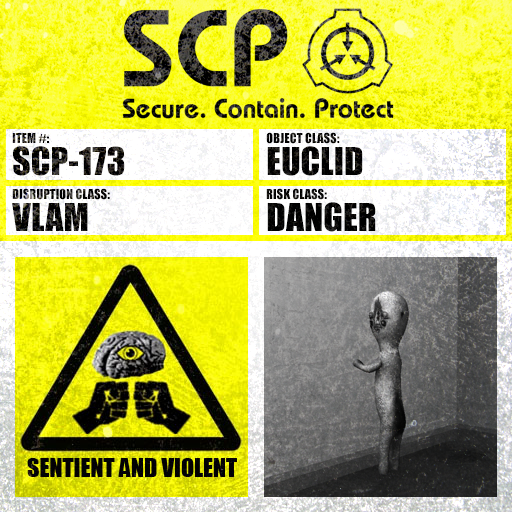 SCP
Secure. Contain. Protect
ITEM #:
SCP-173
OBJECT CLASS:
EUCLID
DISRUPTION CLASS:
VLAM
RISK CLASS:
DANGER
SENTIENT AND VIOLENT